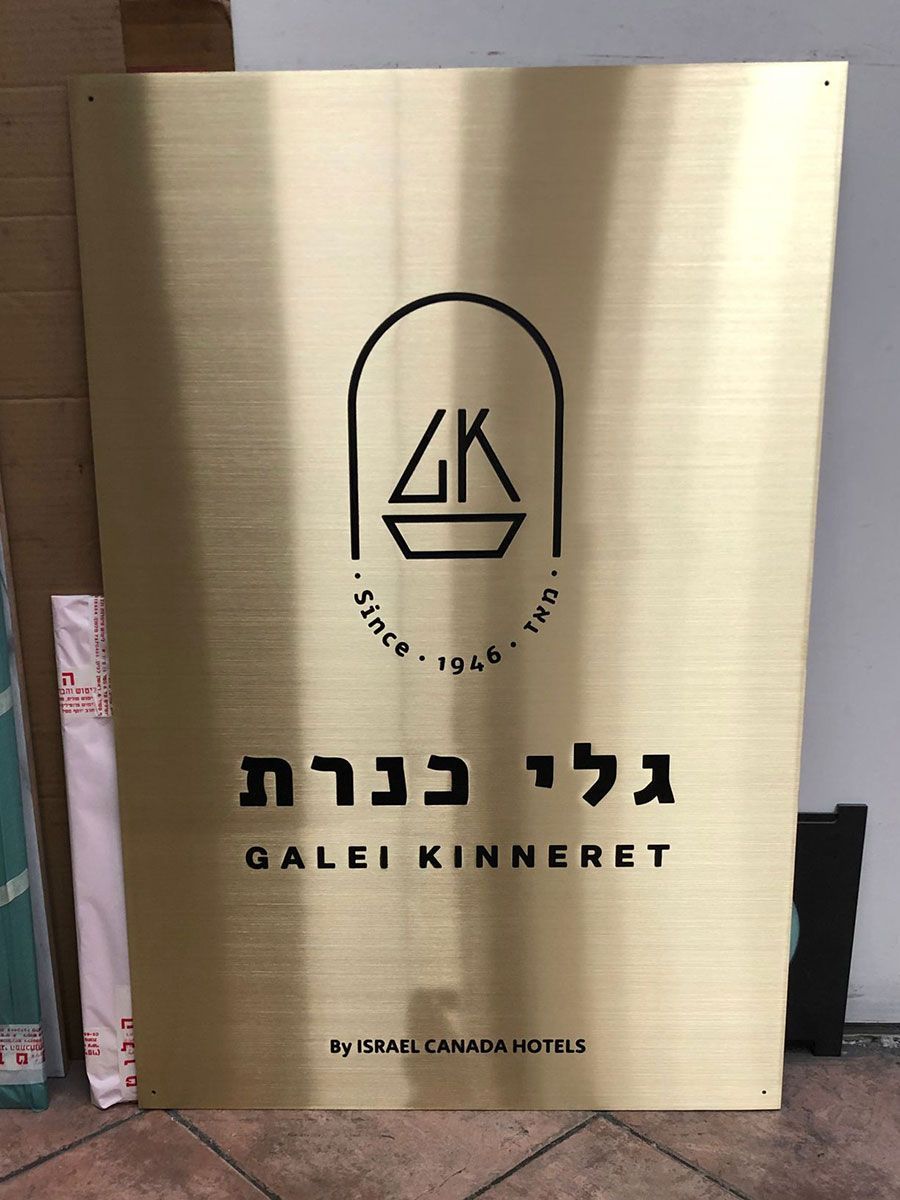 GK
· Since · 1946 · מאז ·
גלי כנרת
GALEI KINNERET
By ISRAEL CANADA HOTELS